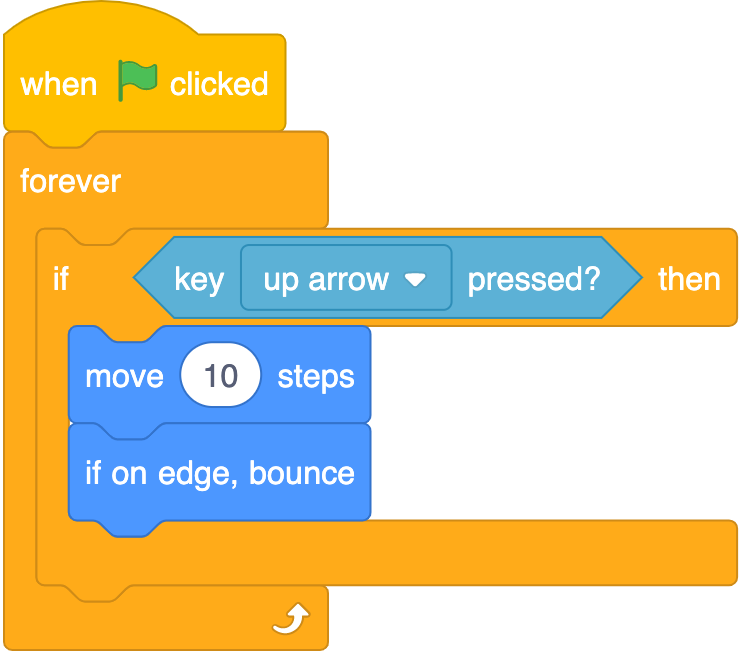 when clicked
forever
if key up arrow pressed? then
move 10 steps
if on edge, bounce